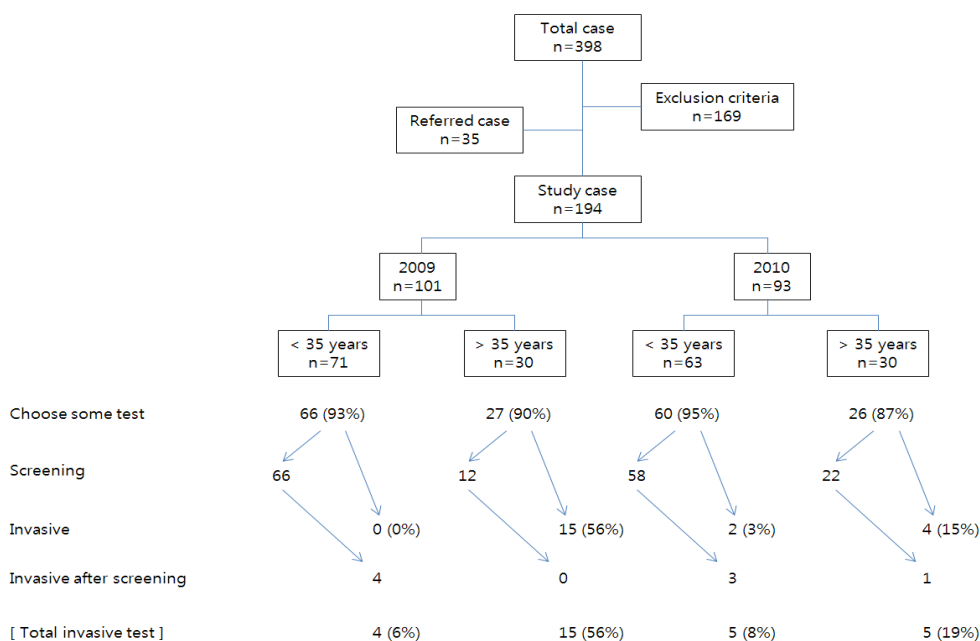 Total case
n=398
Exclusion criteria
n=169
Referred case
n=35
Study case
n=194
2009
n=101
2010
n=93
< 35 years
n=71
> 35 years
n=30
< 35 years
n=63
> 35 years
n=30
Choose some test 66 (93%) 27 (90%) 60 (95%) 26 (87%)
Screening 66 12 58 22
Invasive 0 (0%) 15 (56%) 2 (3%) 4 (15%)
Invasive after screening 4 0 3 1
[ Total invasive test ] 4 (6%) 15 (56%) 5 (8%) 5 (19%)